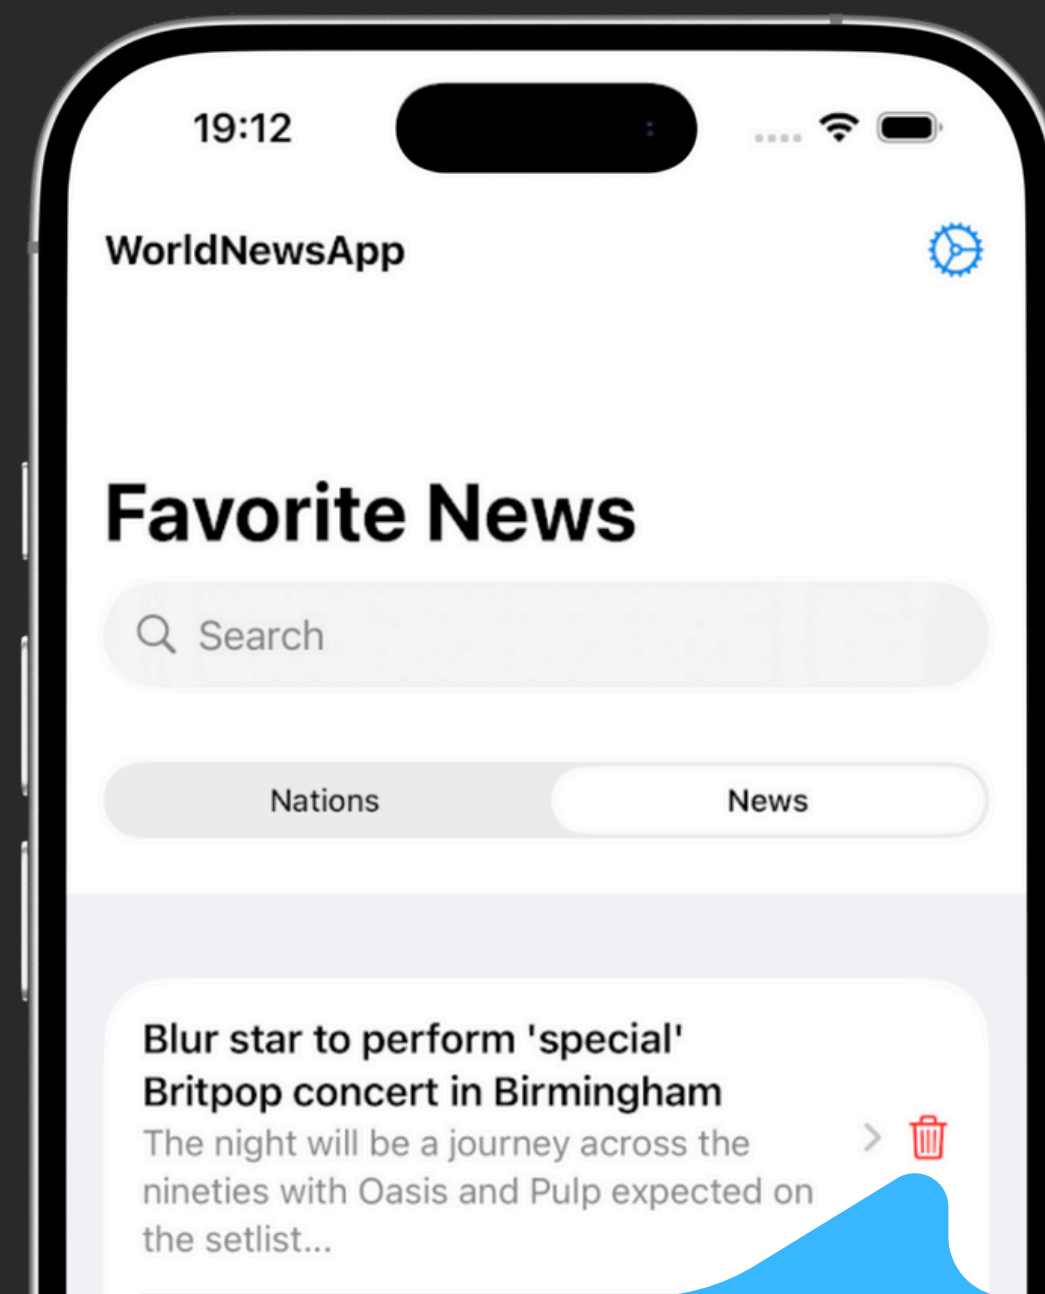 19:12
WorldNewsApp
Favorite News
Search
Nations
News
Blur star to perform 'special'
Britpop concert in Birmingham
The night will be a journey across the
nineties with Oasis and Pulp expected on
the setlist...